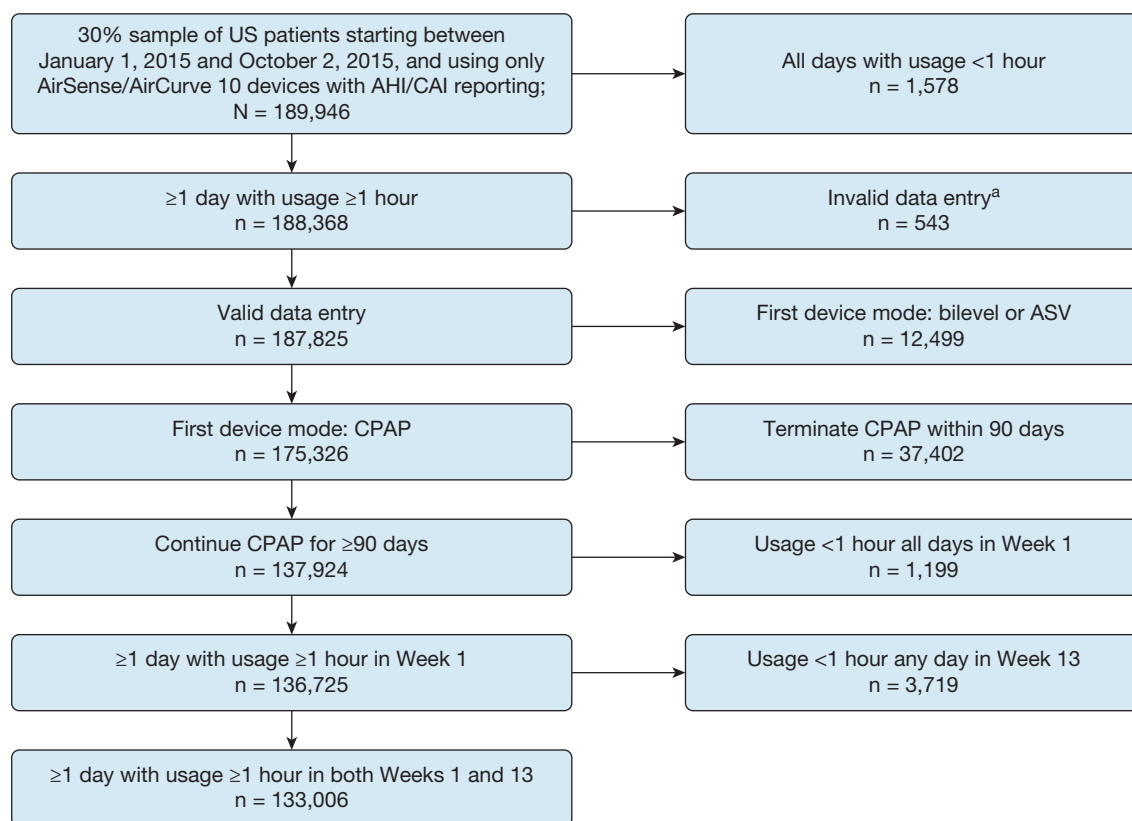 30% sample of US patients starting between
January 1, 2015 and October 2, 2015, and using only
AirSense/AirCurve 10 devices with AHI/CAI reporting;
N = 189,946
All days with usage <1 hour
n = 1,578
≥1 day with usage ≥1 hour
n = 188,368
Invalid data entryᵃ
n = 543
Valid data entry
n = 187,825
First device mode: bilevel or ASV
n = 12,499
First device mode: CPAP
n = 175,326
Terminate CPAP within 90 days
n = 37,402
Continue CPAP for ≥90 days
n = 137,924
Usage <1 hour all days in Week 1
n = 1,199
≥1 day with usage ≥1 hour in Week 1
n = 136,725
Usage <1 hour any day in Week 13
n = 3,719
≥1 day with usage ≥1 hour in both Weeks 1 and 13
n = 133,006